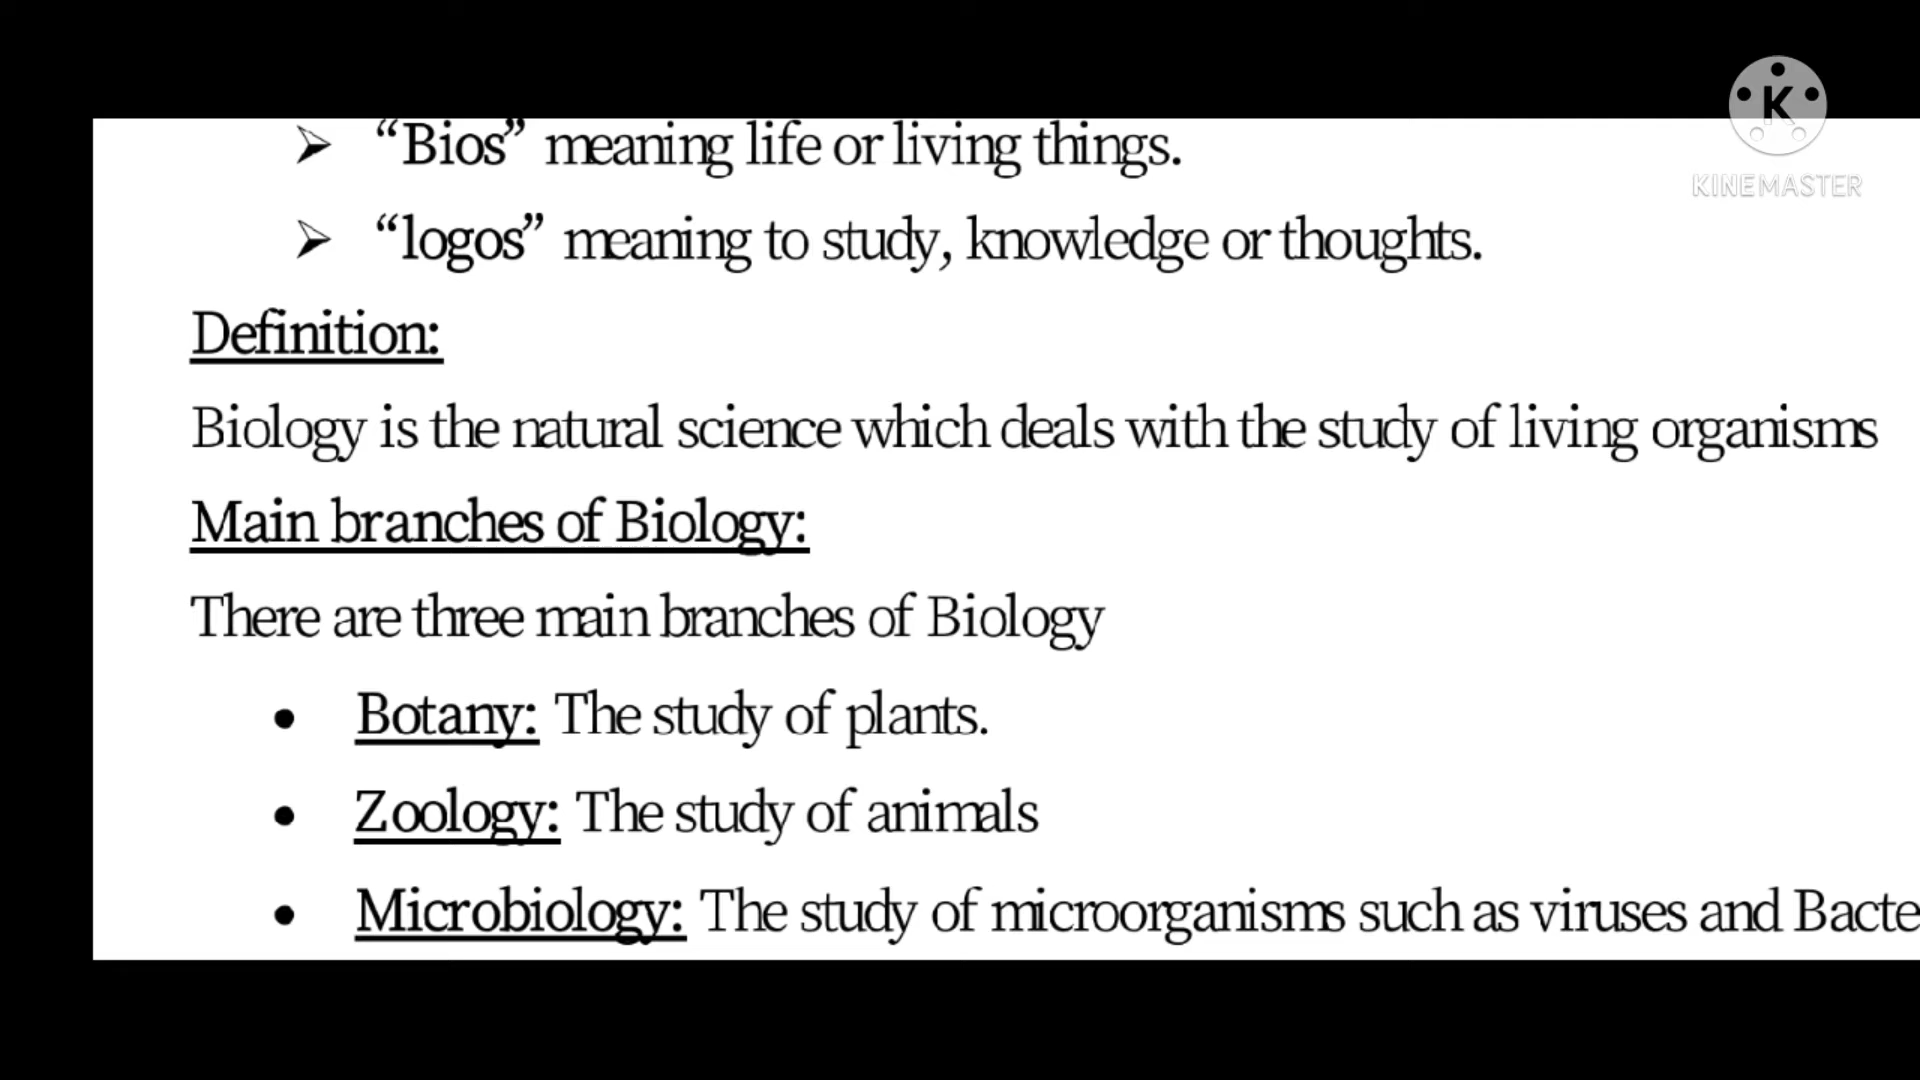 ➢ “Bios” meaning life or living things.
➢ “logos” meaning to study, knowledge or thoughts.
Definition:
Biology is the natural science which deals with the study of living organisms
Main branches of Biology:
There are three main branches of Biology
• Botany: The study of plants.
• Zoology: The study of animals
• Microbiology: The study of microorganisms such as viruses and Bacte
K
KINEMASTER